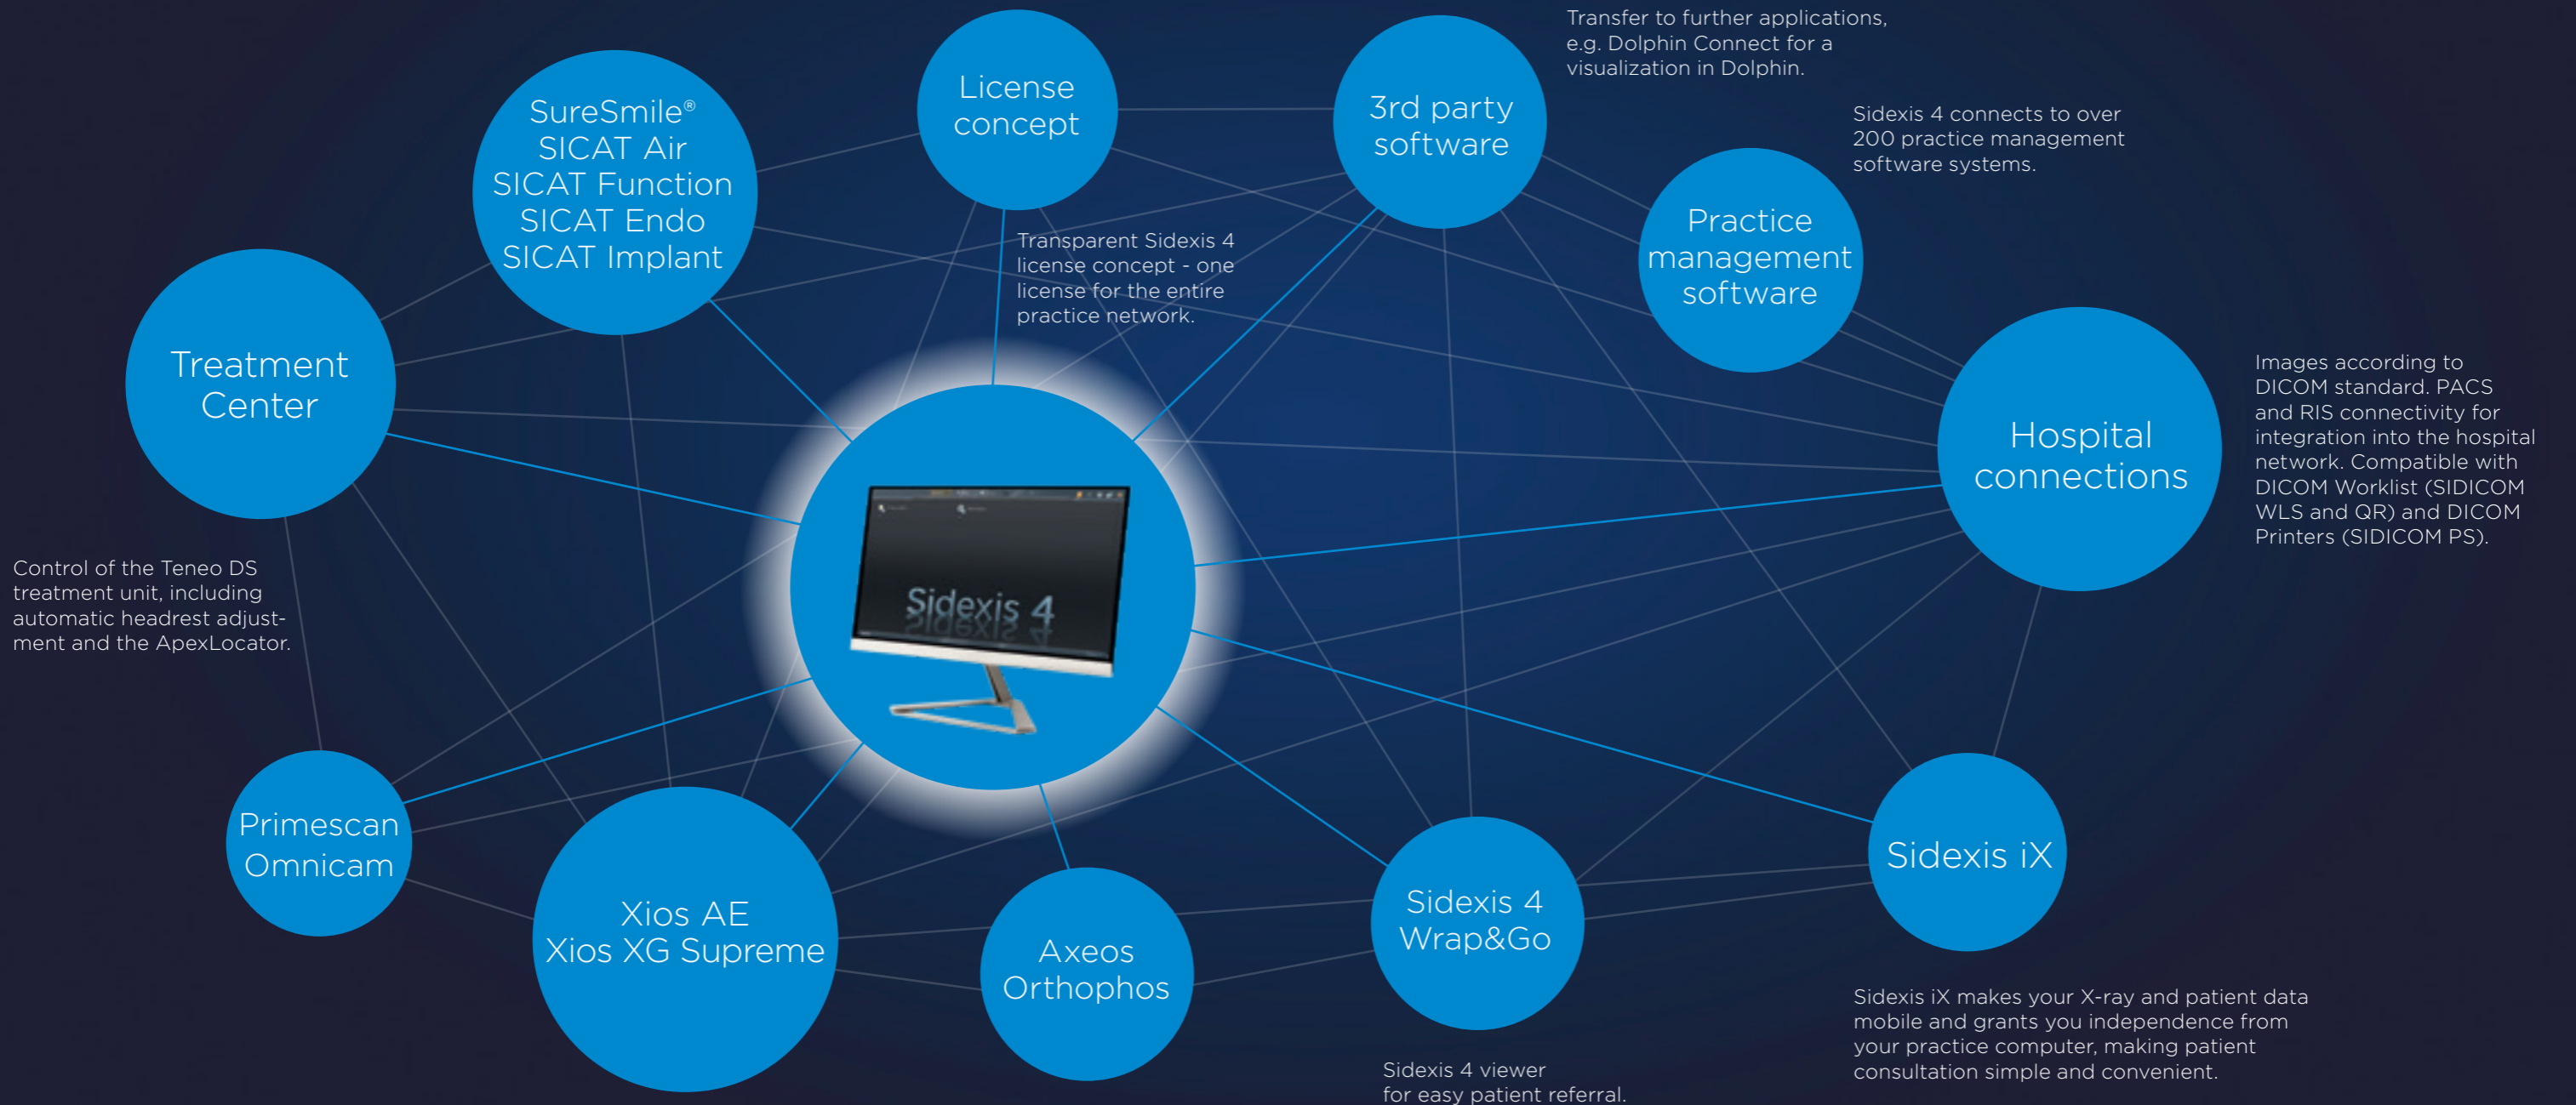 SureSmile®
SICAT Air
SICAT Function
SICAT Endo
SICAT Implant
License
concept
Transparent Sidexis 4
license concept - one
license for the entire
practice network.
3rd party
software
Transfer to further applications,
e.g. Dolphin Connect for a
visualization in Dolphin.
Practice
management
software
Sidexis 4 connects to over
200 practice management
software systems.
Hospital
connections
Images according to
DICOM standard. PACS
and RIS connectivity for
integration into the hospital
network. Compatible with
DICOM Worklist (SIDICOM
WLS and QR) and DICOM
Printers (SIDICOM PS).
Treatment
Center
Control of the Teneo DS
treatment unit, including
automatic headrest adjust-
ment and the ApexLocator.
Sidexis 4
Primescan
Omnicam
Xios AE
Xios XG Supreme
Axeos
Orthophos
Sidexis 4
Wrap&Go
Sidexis 4 viewer
for easy patient referral.
Sidexis iX
Sidexis iX makes your X-ray and patient data
mobile and grants you independence from
your practice computer, making patient
consultation simple and convenient.